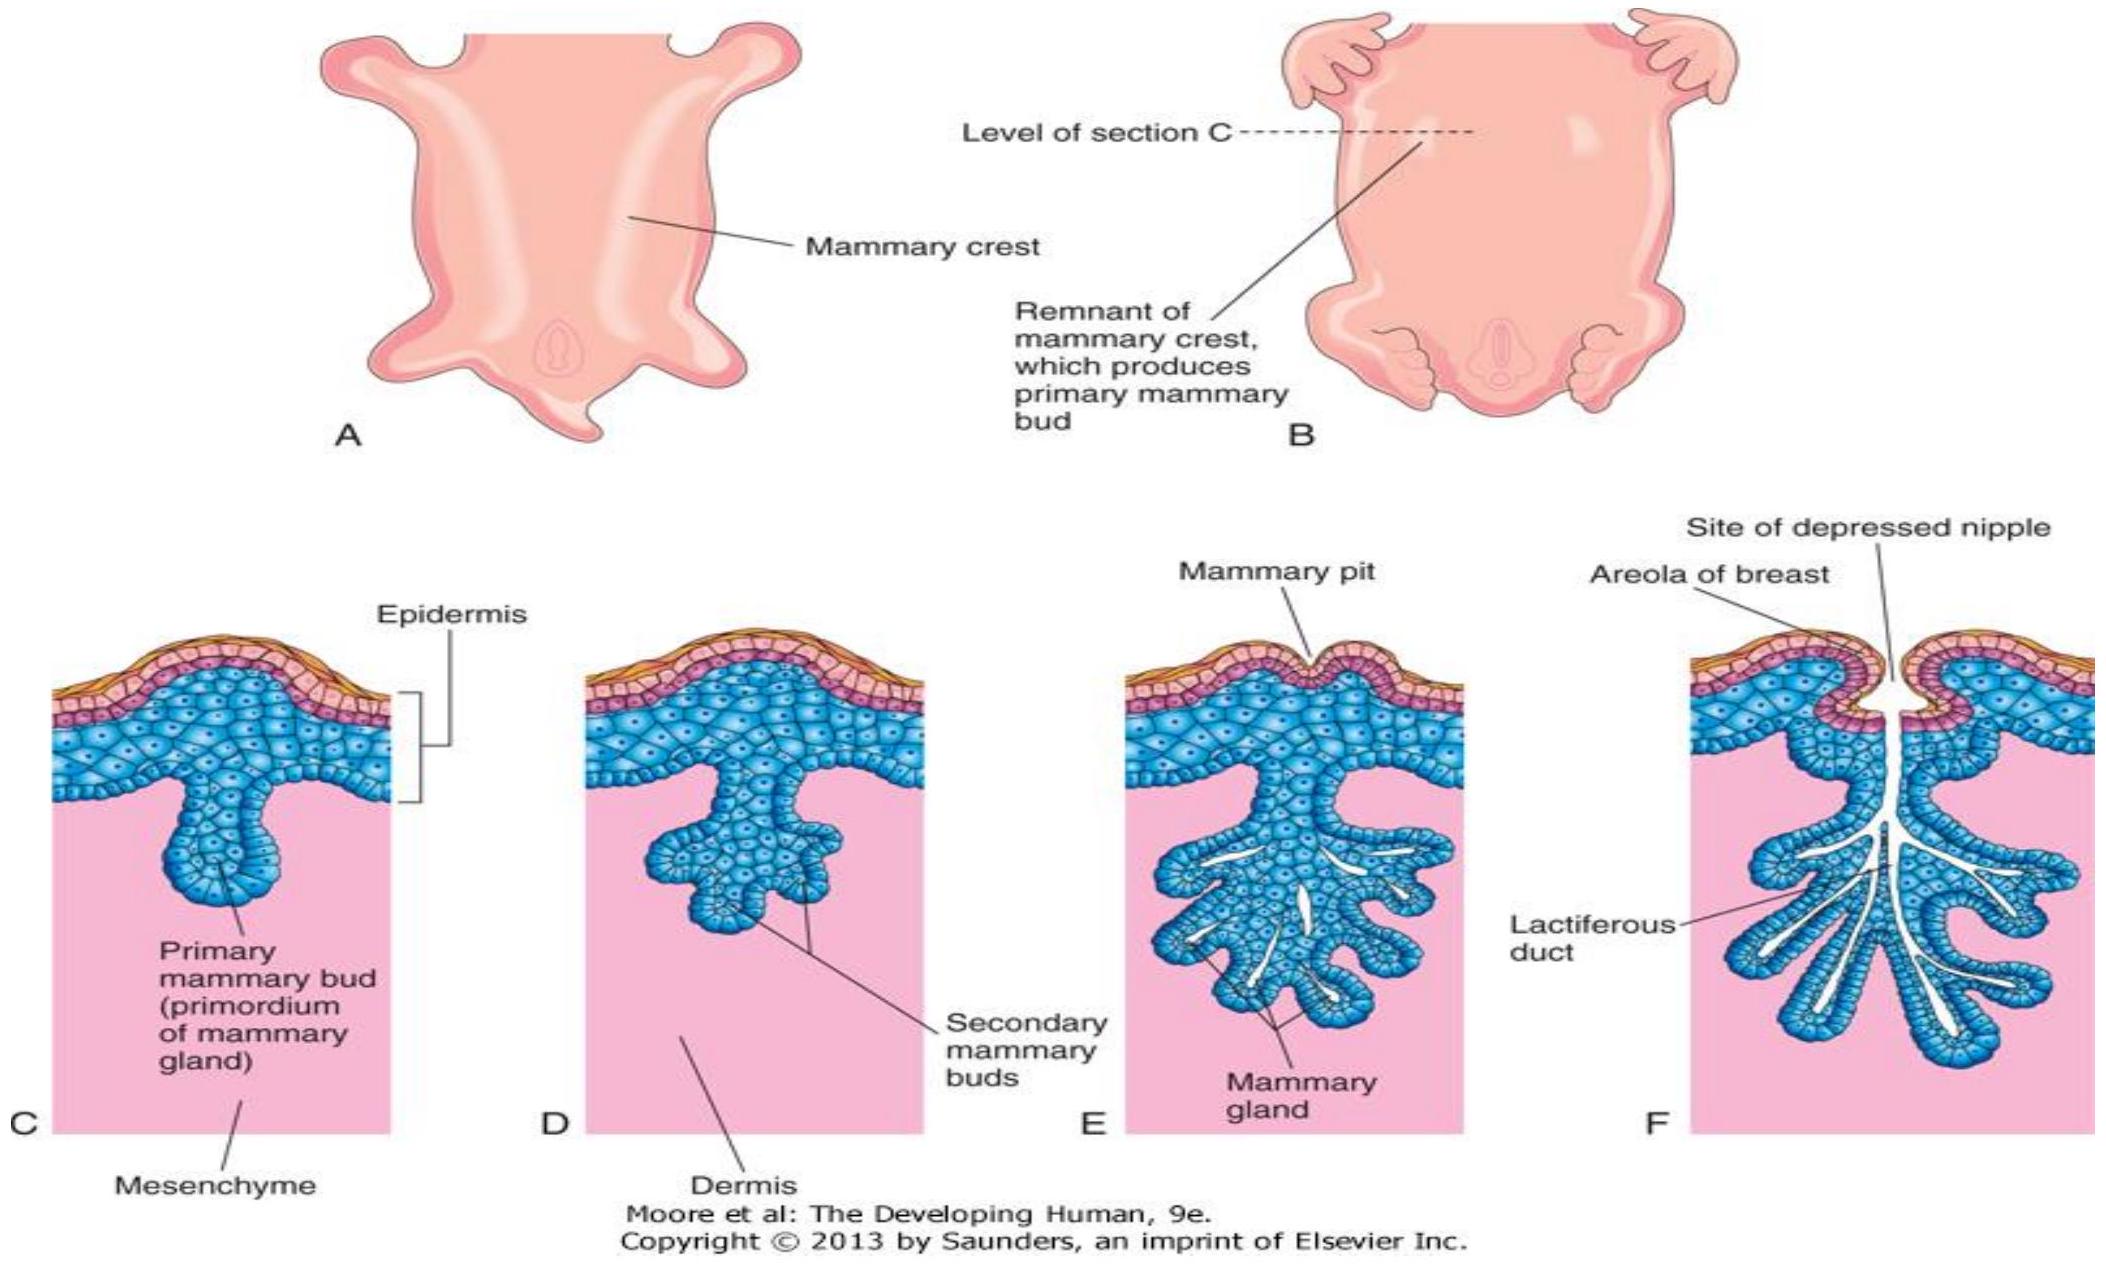 Level of section C
Mammary crest
Remnant of
mammary crest,
which produces
primary mammary
bud
A
B
Site of depressed nipple
Mammary pit
Areola of breast
Epidermis
Lactiferous
duct
Primary
mammary bud
(primordium
of mammary
gland)
Secondary
mammary
buds
Mammary
gland
C
D
E
F
Mesenchyme
Dermis
Moore et al: The Developing Human, 9e.
Copyright © 2013 by Saunders, an imprint of Elsevier Inc.